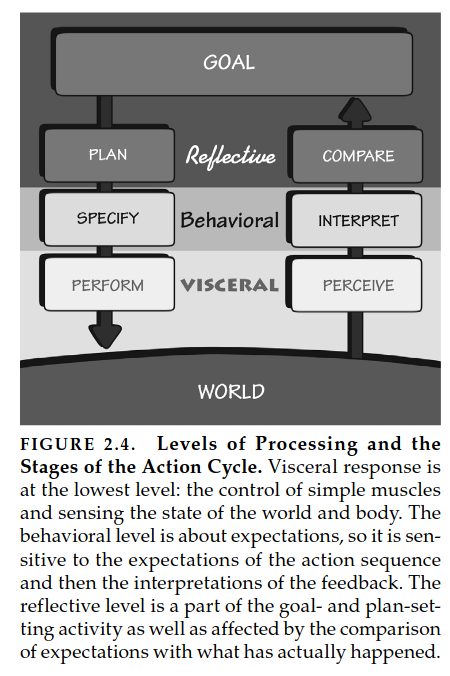 GOAL
PLAN Reflective COMPARE
SPECIFY Behavioral INTERPRET
PERFORM VISCERAL PERCEIVE
WORLD
FIGURE 2.4. Levels of Processing and the
Stages of the Action Cycle. Visceral response is
at the lowest level: the control of simple muscles
and sensing the state of the world and body. The
behavioral level is about expectations, so it is sen-
sitive to the expectations of the action sequence
and then the interpretations of the feedback. The
reflective level is a part of the goal- and plan-set-
ting activity as well as affected by the comparison
of expectations with what has actually happened.